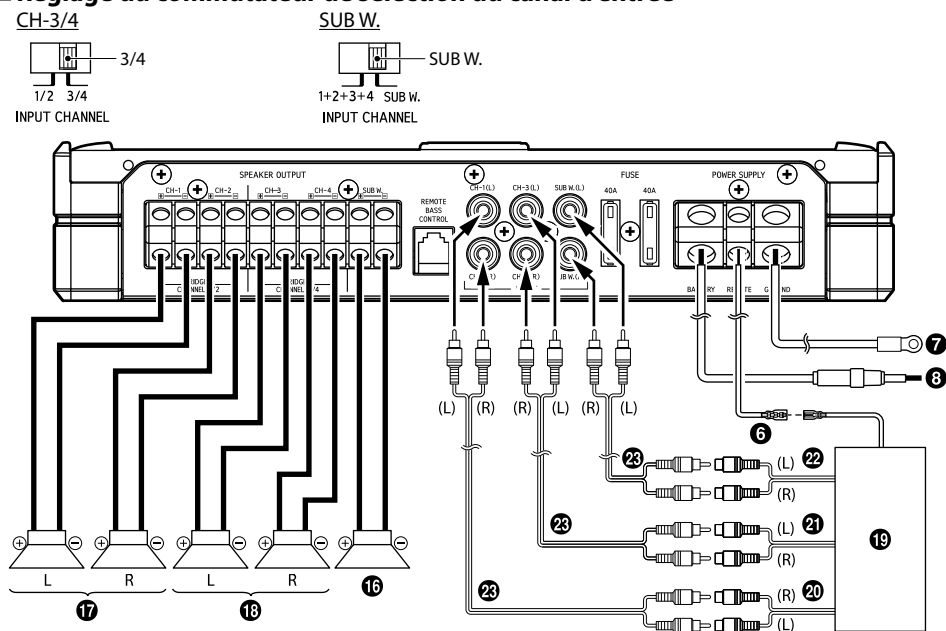 Réglage du commutateur de sélection du canal d'entrée
CH-3/4
SUB W.
3/4
SUB W.
1/2 3/4
1+2+3+4 SUB W.
INPUT CHANNEL
INPUT CHANNEL
SPEAKER OUTPUT
FUSE
POWER SUPPLY
CH-1
CH-2
CH-3
CH-4
SUB W.
CH-1(L)
CH-3(L)
SUB W.(L)
40A
40A
REMOTE
BASS
CONTROL
BATTERY
GROUND
7
8
(L) (R) (R) (L) (R) (L)
6
23
(L) 22
(R)
+ − + − + − + − + −
23
(L) 21
(R)
19
L R L R 16
23
(R) 20
(L)
17
18